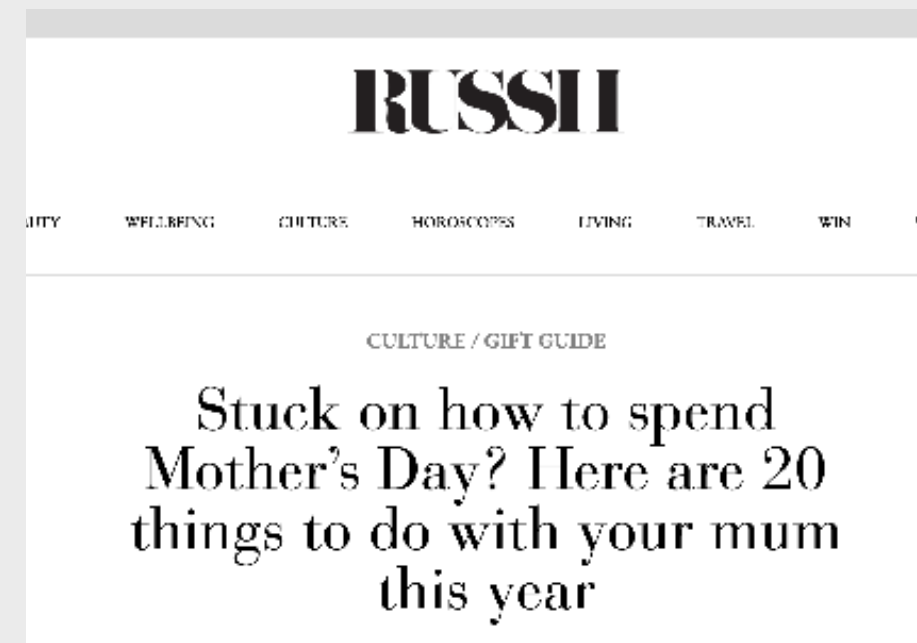 RUSSH
WELLBEING CULTURE HOROSCOPES LIVING TRAVEL WIN
CULTURE / GIFT GUIDE
Stuck on how to spend
Mother's Day? Here are 20
things to do with your mum
this year